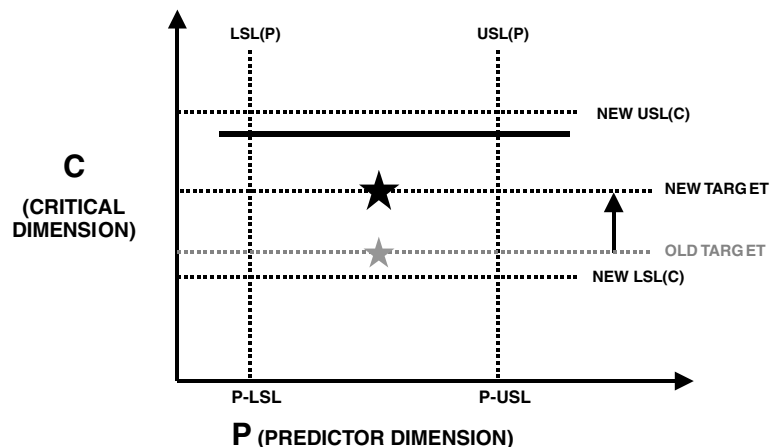 LSL(P)
USL(P)
NEW USL(C)
C
(CRITICAL
DIMENSION)
NEW TARGET
OLD TARGET
NEW LSL(C)
P-LSL
P-USL
P (PREDICTOR DIMENSION)